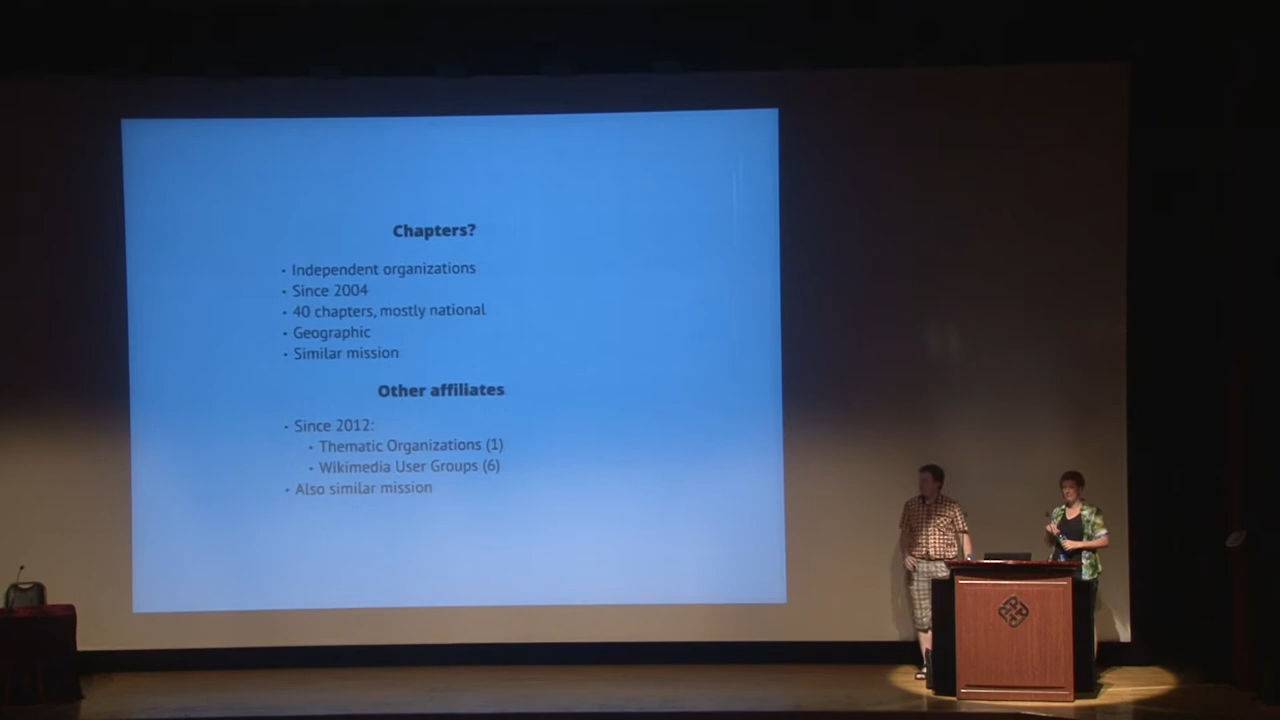 Chapters?
· Independent organizations
· Since 2004
· 40 chapters, mostly national
· Geographic
· Similar mission
Other affiliates
· Since 2012:
· Thematic Organizations (1)
· Wikimedia User Groups (6)
· Also similar mission